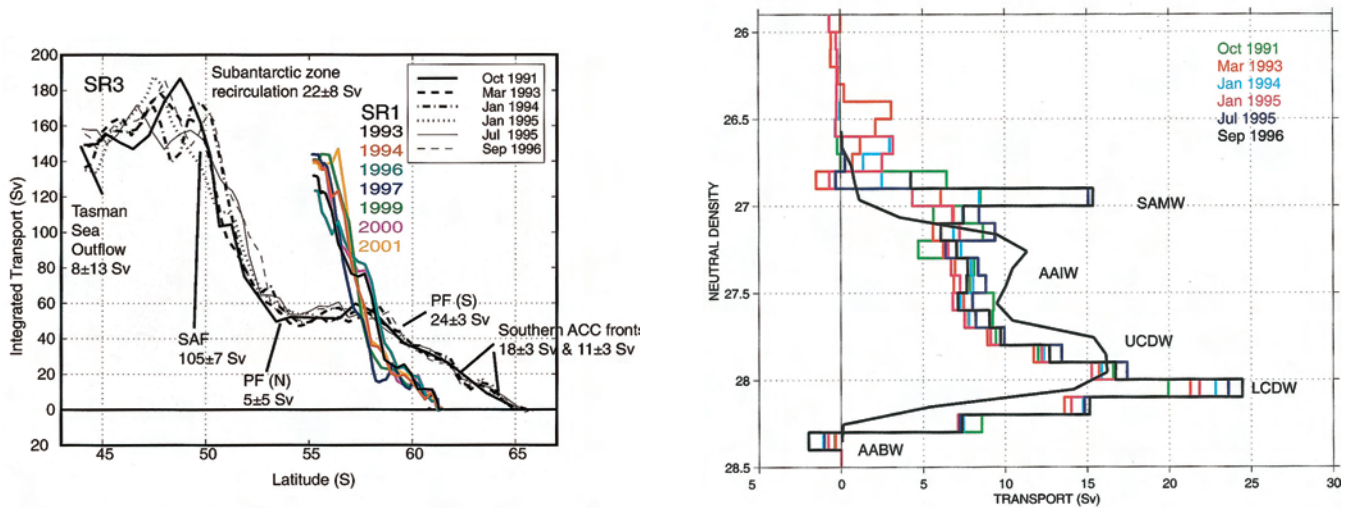 200
180
160
140
120
100
80
60
40
20
0
20
Integrated Transport (Sv)
45
50
55
60
65
Latitude (S)
SR3
Subantarctic zone
recirculation 22±8 Sv
Oct 1991
Mar 1993
Jan 1994
Jan 1995
Jul 1995
Sep 1996
SR1
1993
1994
1996
1997
1999
2000
2001
Tasman
Sea
Outflow
8±13 Sv
SAF
105±7 Sv
PF (N)
5±5 Sv
PF (S)
24±3 Sv
Southern ACC fronts
18±3 Sv & 11±3 Sv
26
26.5
27
27.5
28
28.5
NEUTRAL DENSITY
5
0
5
10
15
20
25
30
TRANSPORT (Sv)
Oct 1991
Mar 1993
Jan 1994
Jan 1995
Jul 1995
Sep 1996
SAMW
AAIW
UCDW
LCDW
AABW